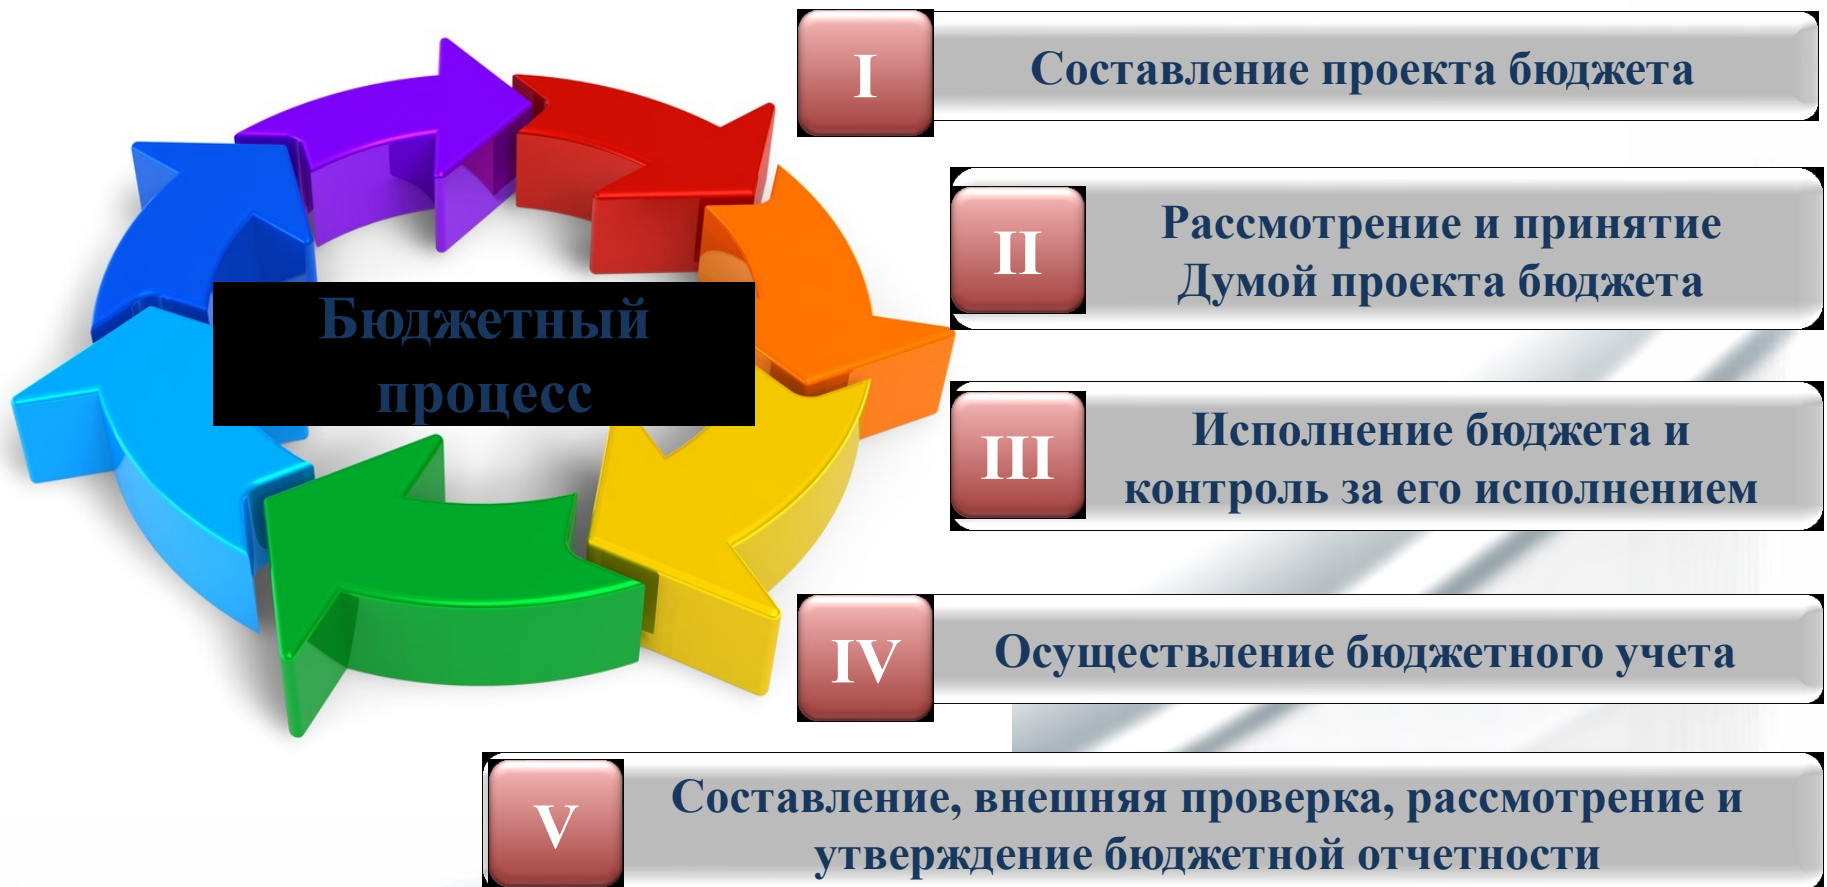 I
Составление проекта бюджета
II
Рассмотрение и принятие
Думой проекта бюджета
Бюджетный
процесс
III
Исполнение бюджета и
контроль за его исполнением
IV
Осуществление бюджетного учета
V
Составление, внешняя проверка, рассмотрение и
утверждение бюджетной отчетности